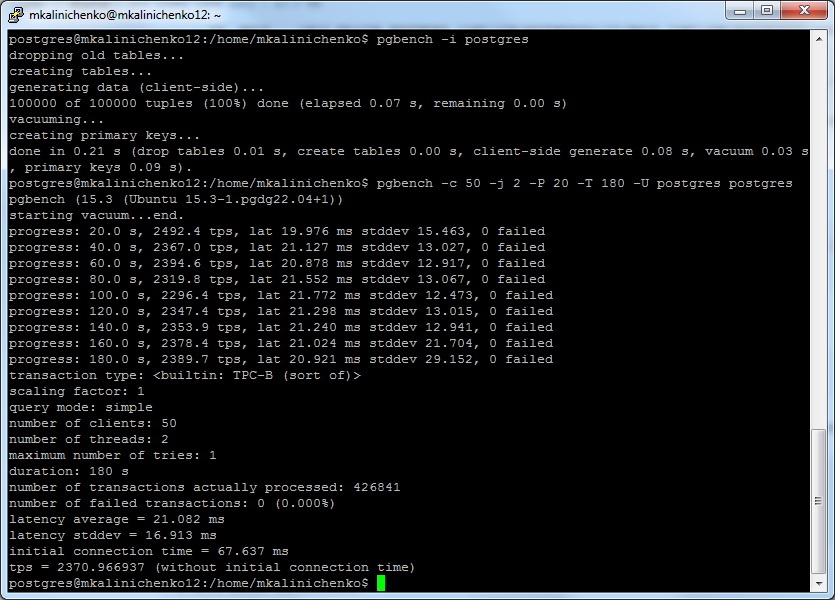 mkalinichenko@mkalinichenko12: ~
postgres@mkalinichenko12:/home/mkalinichenko$ pgbench -i postgres
dropping old tables...
creating tables...
generating data (client-side)...
100000 of 100000 tuples (100%) done (elapsed 0.07 s, remaining 0.00 s)
vacuuming...
creating primary keys...
done in 0.21 s (drop tables 0.01 s, create tables 0.00 s, client-side generate 0.08 s, vacuum 0.03 s
, primary keys 0.09 s).
postgres@mkalinichenko12:/home/mkalinichenko$ pgbench -c 50 -j 2 -P 20 -T 180 -U postgres postgres
pgbench (15.3 (Ubuntu 15.3-1.pgdg22.04+1))
starting vacuum...end.
progress: 20.0 s, 2492.4 tps, lat 19.976 ms stddev 15.463, 0 failed
progress: 40.0 s, 2367.0 tps, lat 21.127 ms stddev 13.027, 0 failed
progress: 60.0 s, 2394.6 tps, lat 20.878 ms stddev 12.917, 0 failed
progress: 80.0 s, 2319.8 tps, lat 21.552 ms stddev 13.067, 0 failed
progress: 100.0 s, 2296.4 tps, lat 21.772 ms stddev 12.473, 0 failed
progress: 120.0 s, 2347.4 tps, lat 21.298 ms stddev 13.015, 0 failed
progress: 140.0 s, 2353.9 tps, lat 21.240 ms stddev 12.941, 0 failed
progress: 160.0 s, 2378.4 tps, lat 21.024 ms stddev 21.704, 0 failed
progress: 180.0 s, 2389.7 tps, lat 20.921 ms stddev 29.152, 0 failed
transaction type: <builtin: TPC-B (sort of)>
scaling factor: 1
query mode: simple
number of clients: 50
number of threads: 2
maximum number of tries: 1
duration: 180 s
number of transactions actually processed: 426841
number of failed transactions: 0 (0.000%)
latency average = 21.082 ms
latency stddev = 16.913 ms
initial connection time = 67.637 ms
tps = 2370.966937 (without initial connection time)
postgres@mkalinichenko12:/home/mkalinichenko$